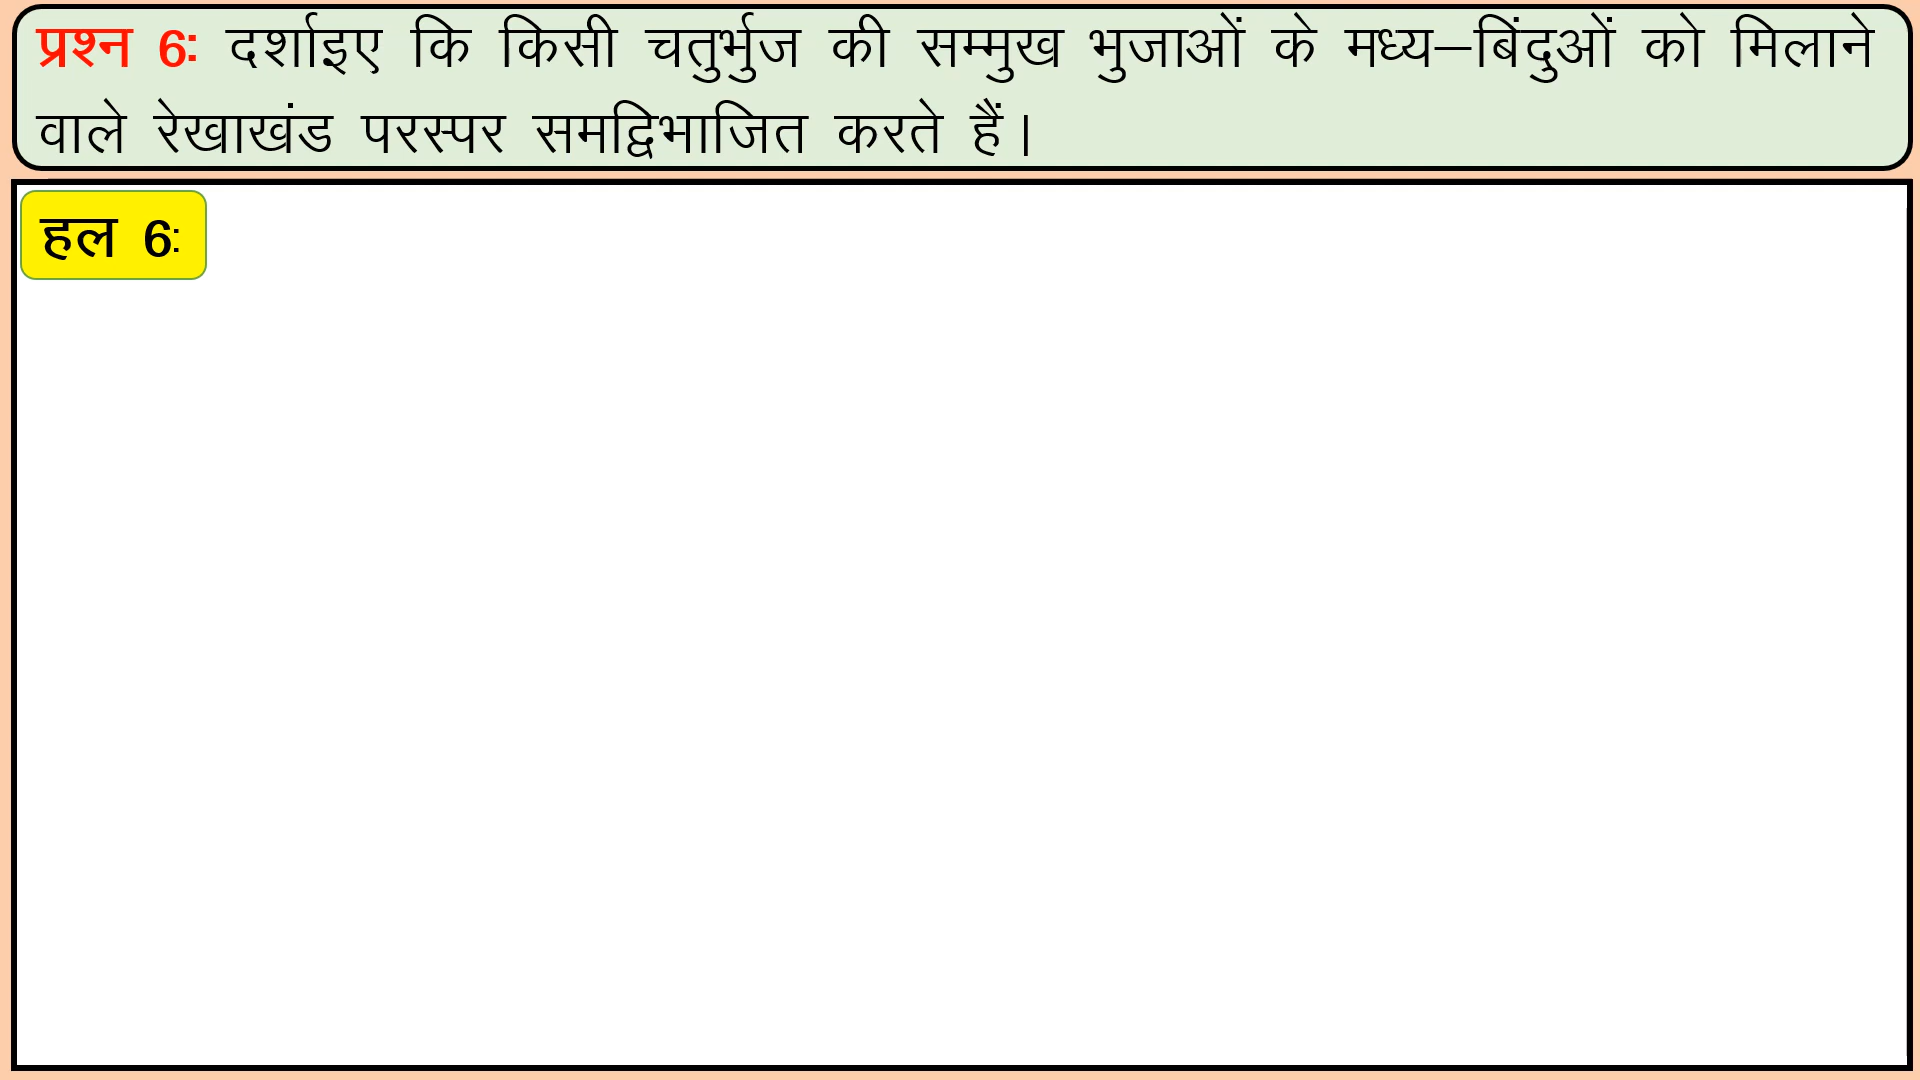 प्रश्न 6: दर्शाइए कि किसी चतुर्भुज की सम्मुख भुजाओं के मध्य–बिंदुओं को मिलाने
वाले रेखाखंड परस्पर समद्विभाजित करते हैं।
हल 6: